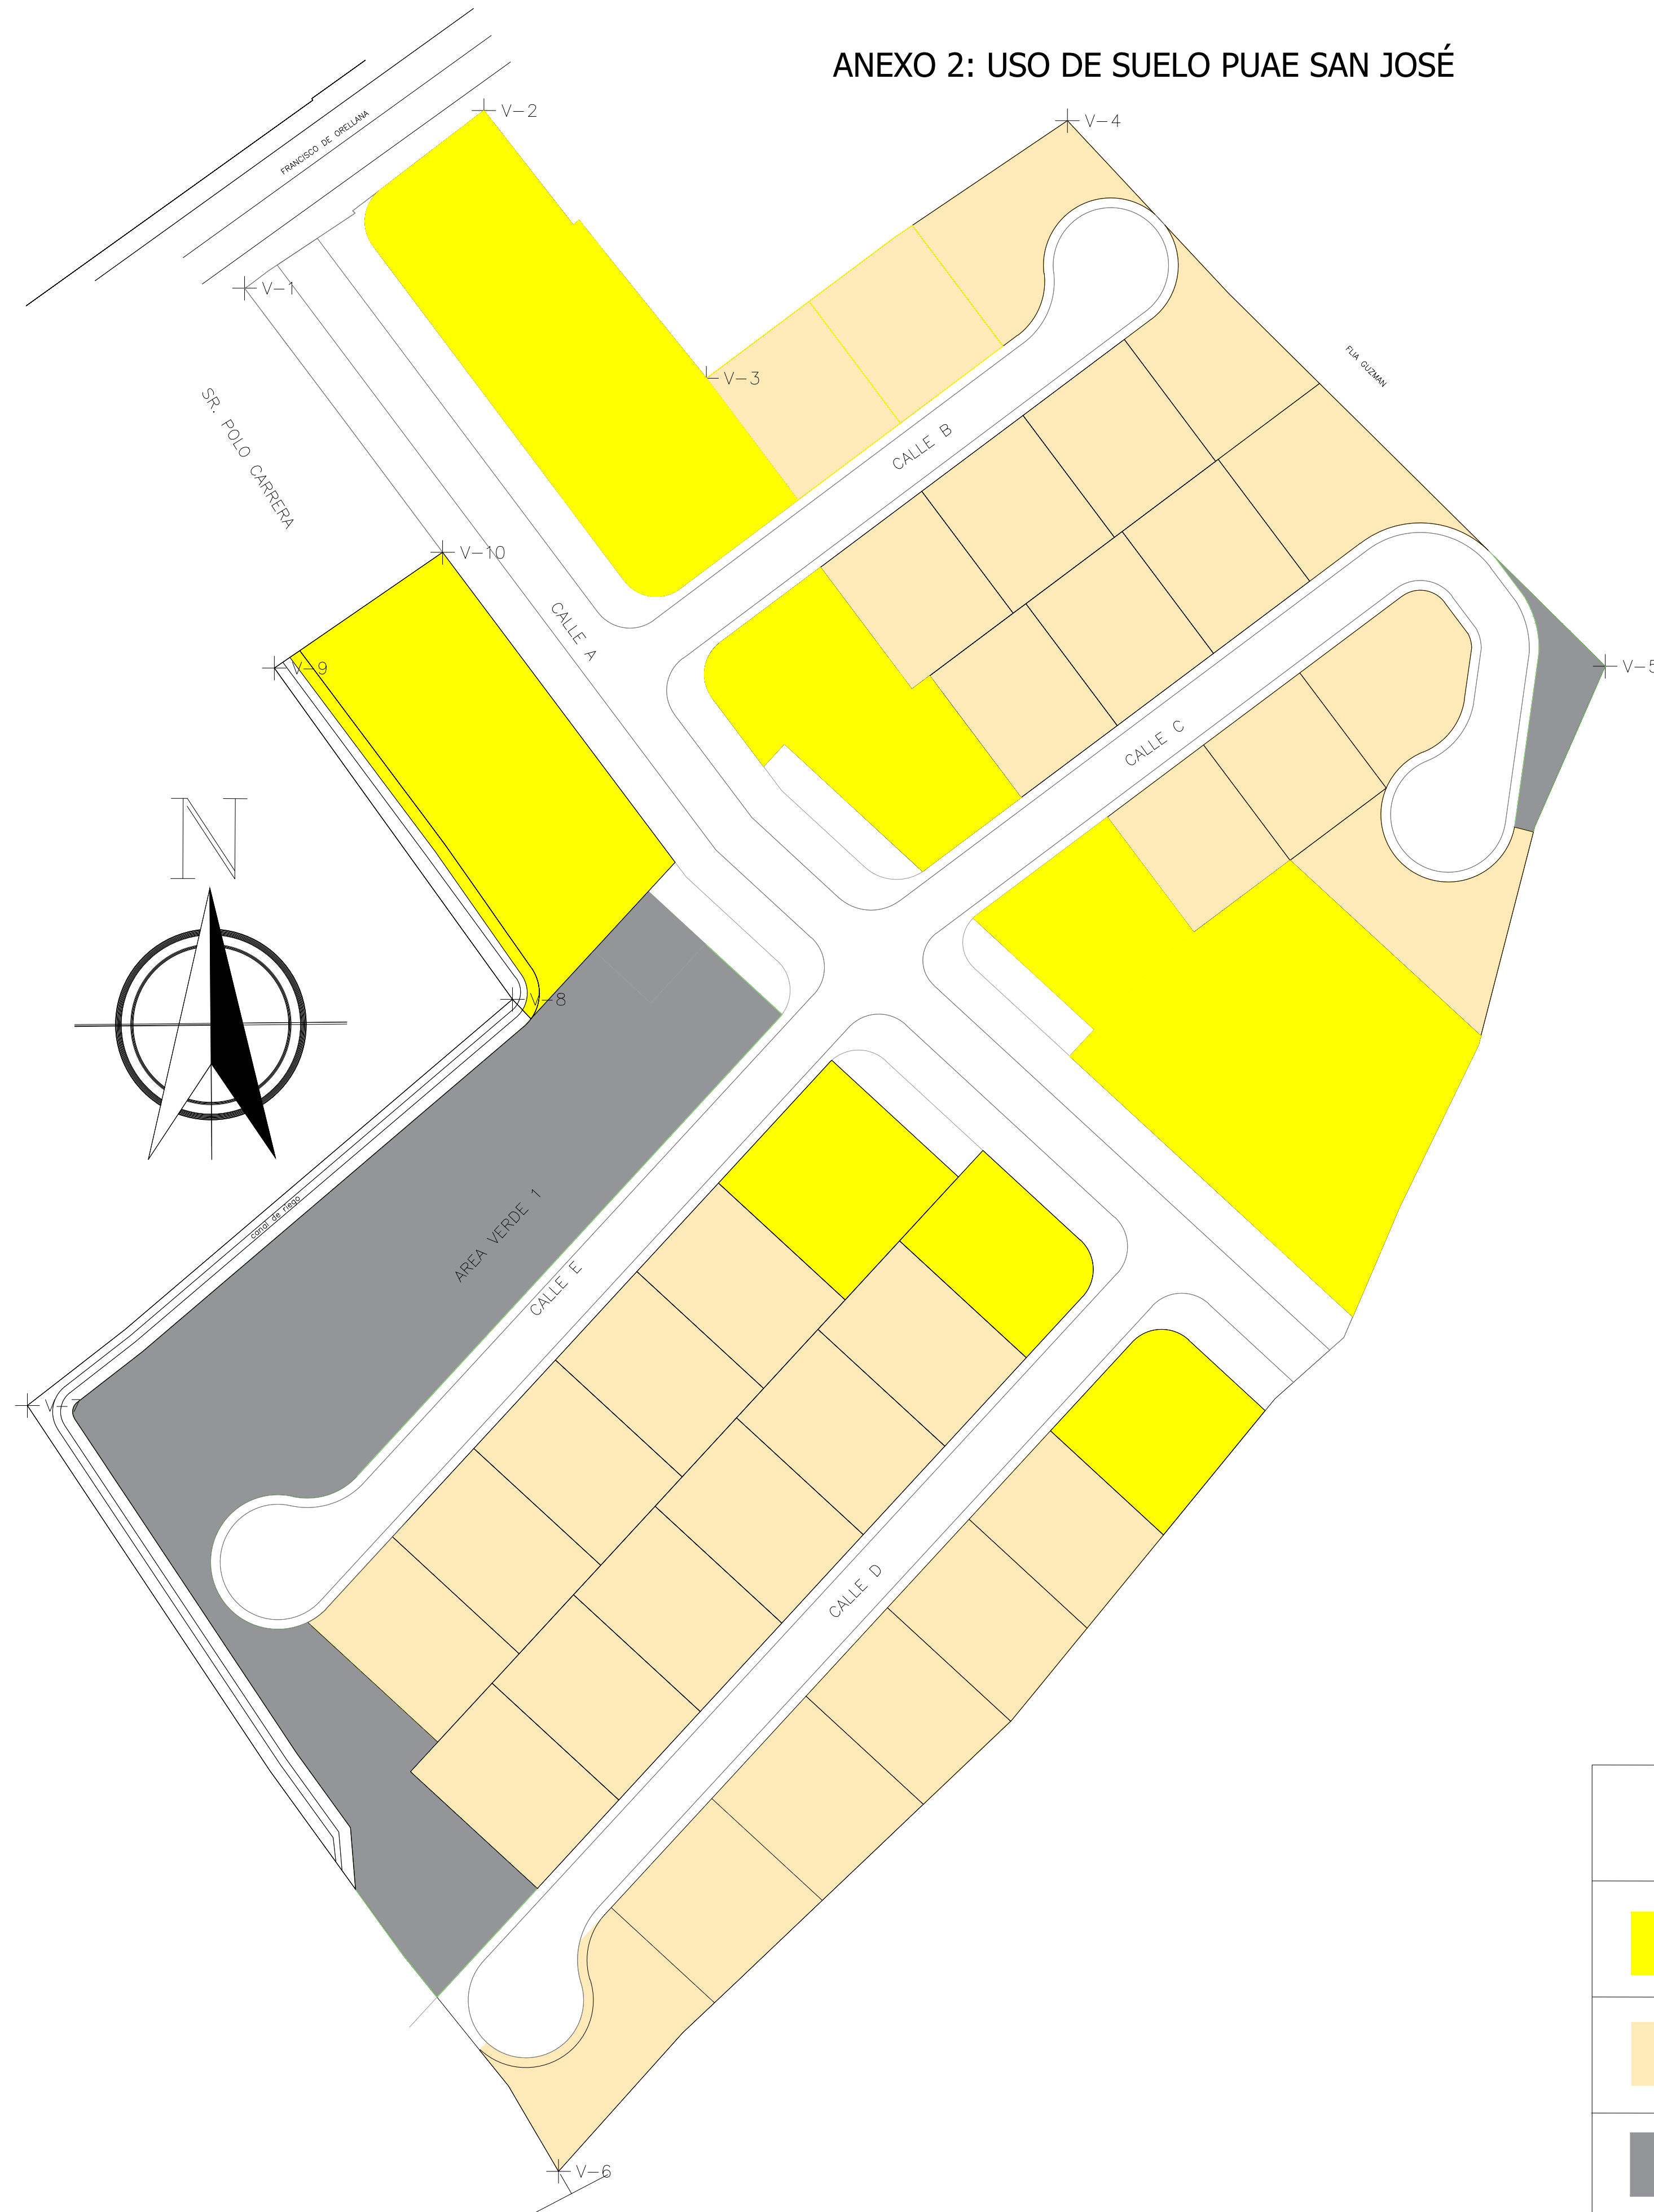 ANEXO 2: USO DE SUELO PUAE SAN JOSÉ
V-2
V-4
FRANCISCO DE ORELLANA
V-1
FLIA GUZMAN
V-3
SR. POLO CARRERA
CALLE B
V-10
CALLE A
V-9
V-5
CALLE C
N
V-8
canal de riego
AREA VERDE 1
CALLE E
CALLE D
V-6